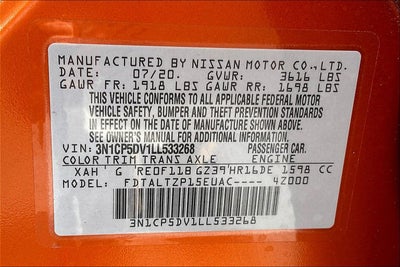 MANUFACTURED BY NISSAN MOTOR CO.,LTD.
DATE: 07/20. GVWR: 3616 LBS
GAWR FR: 1918 LBS GAWR RR: 1698 LBS
THIS VEHICLE CONFORMS TO ALL APPLICABLE FEDERAL MOTOR
VEHICLE SAFETY, BUMPER AND THEFT PREVENTION STANDARDS
IN EFFECT ON THE DATE OF MANUFACTURE SHOWN ABOVE.
SEE OWNER'S MANUAL FOR ADDITIONAL INFORMATION.
VIN: 3N1CP5DV1LL533268 PASSENGER CAR.
COLOR TRIM TRANS AXLE ENGINE
XAH G RE0F11B GZ39 HR16DE 1598 CC
MODEL: FDTALTZP15EUAC---- 4Z000
3N1CP5DV1LL533268